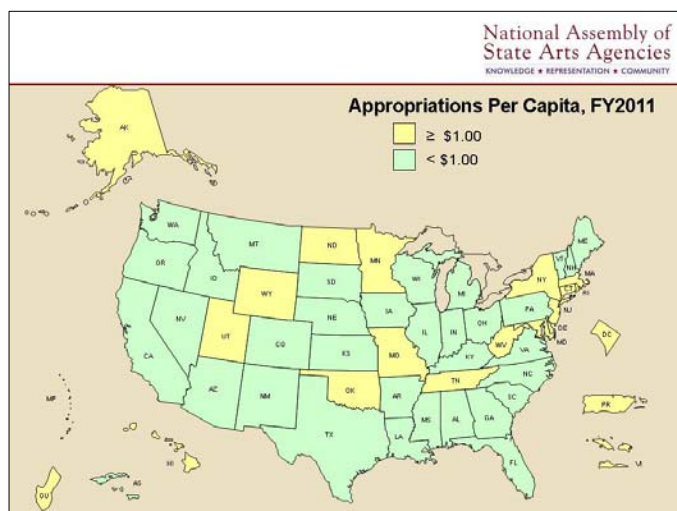 National Assembly of
State Arts Agencies
KNOWLEDGE ★ REPRESENTATION ★ COMMUNITY
Appropriations Per Capita, FY2011
≥ $1.00
< $1.00
AK
WA
MT
ND
MN
ME
VT
NH
OR
ID
WY
SD
WI
MI
NY
MA
CT
RI
NV
UT
CO
NE
IA
IL
IN
OH
PA
NJ
DE
MD
DC
CA
KS
MO
KY
WV
VA
AZ
NM
OK
AR
TN
NC
SC
MP
TX
LA
MS
AL
GA
PR
HI
FL
VI
GU
AS